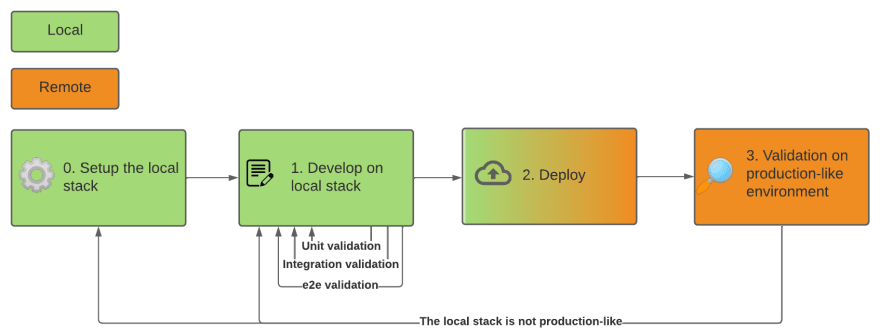 Local
Remote
0. Setup the local
stack
1. Develop on
local stack
2. Deploy
3. Validation on
production-like
environment
Unit validation
Integration validation
e2e validation
The local stack is not production-like